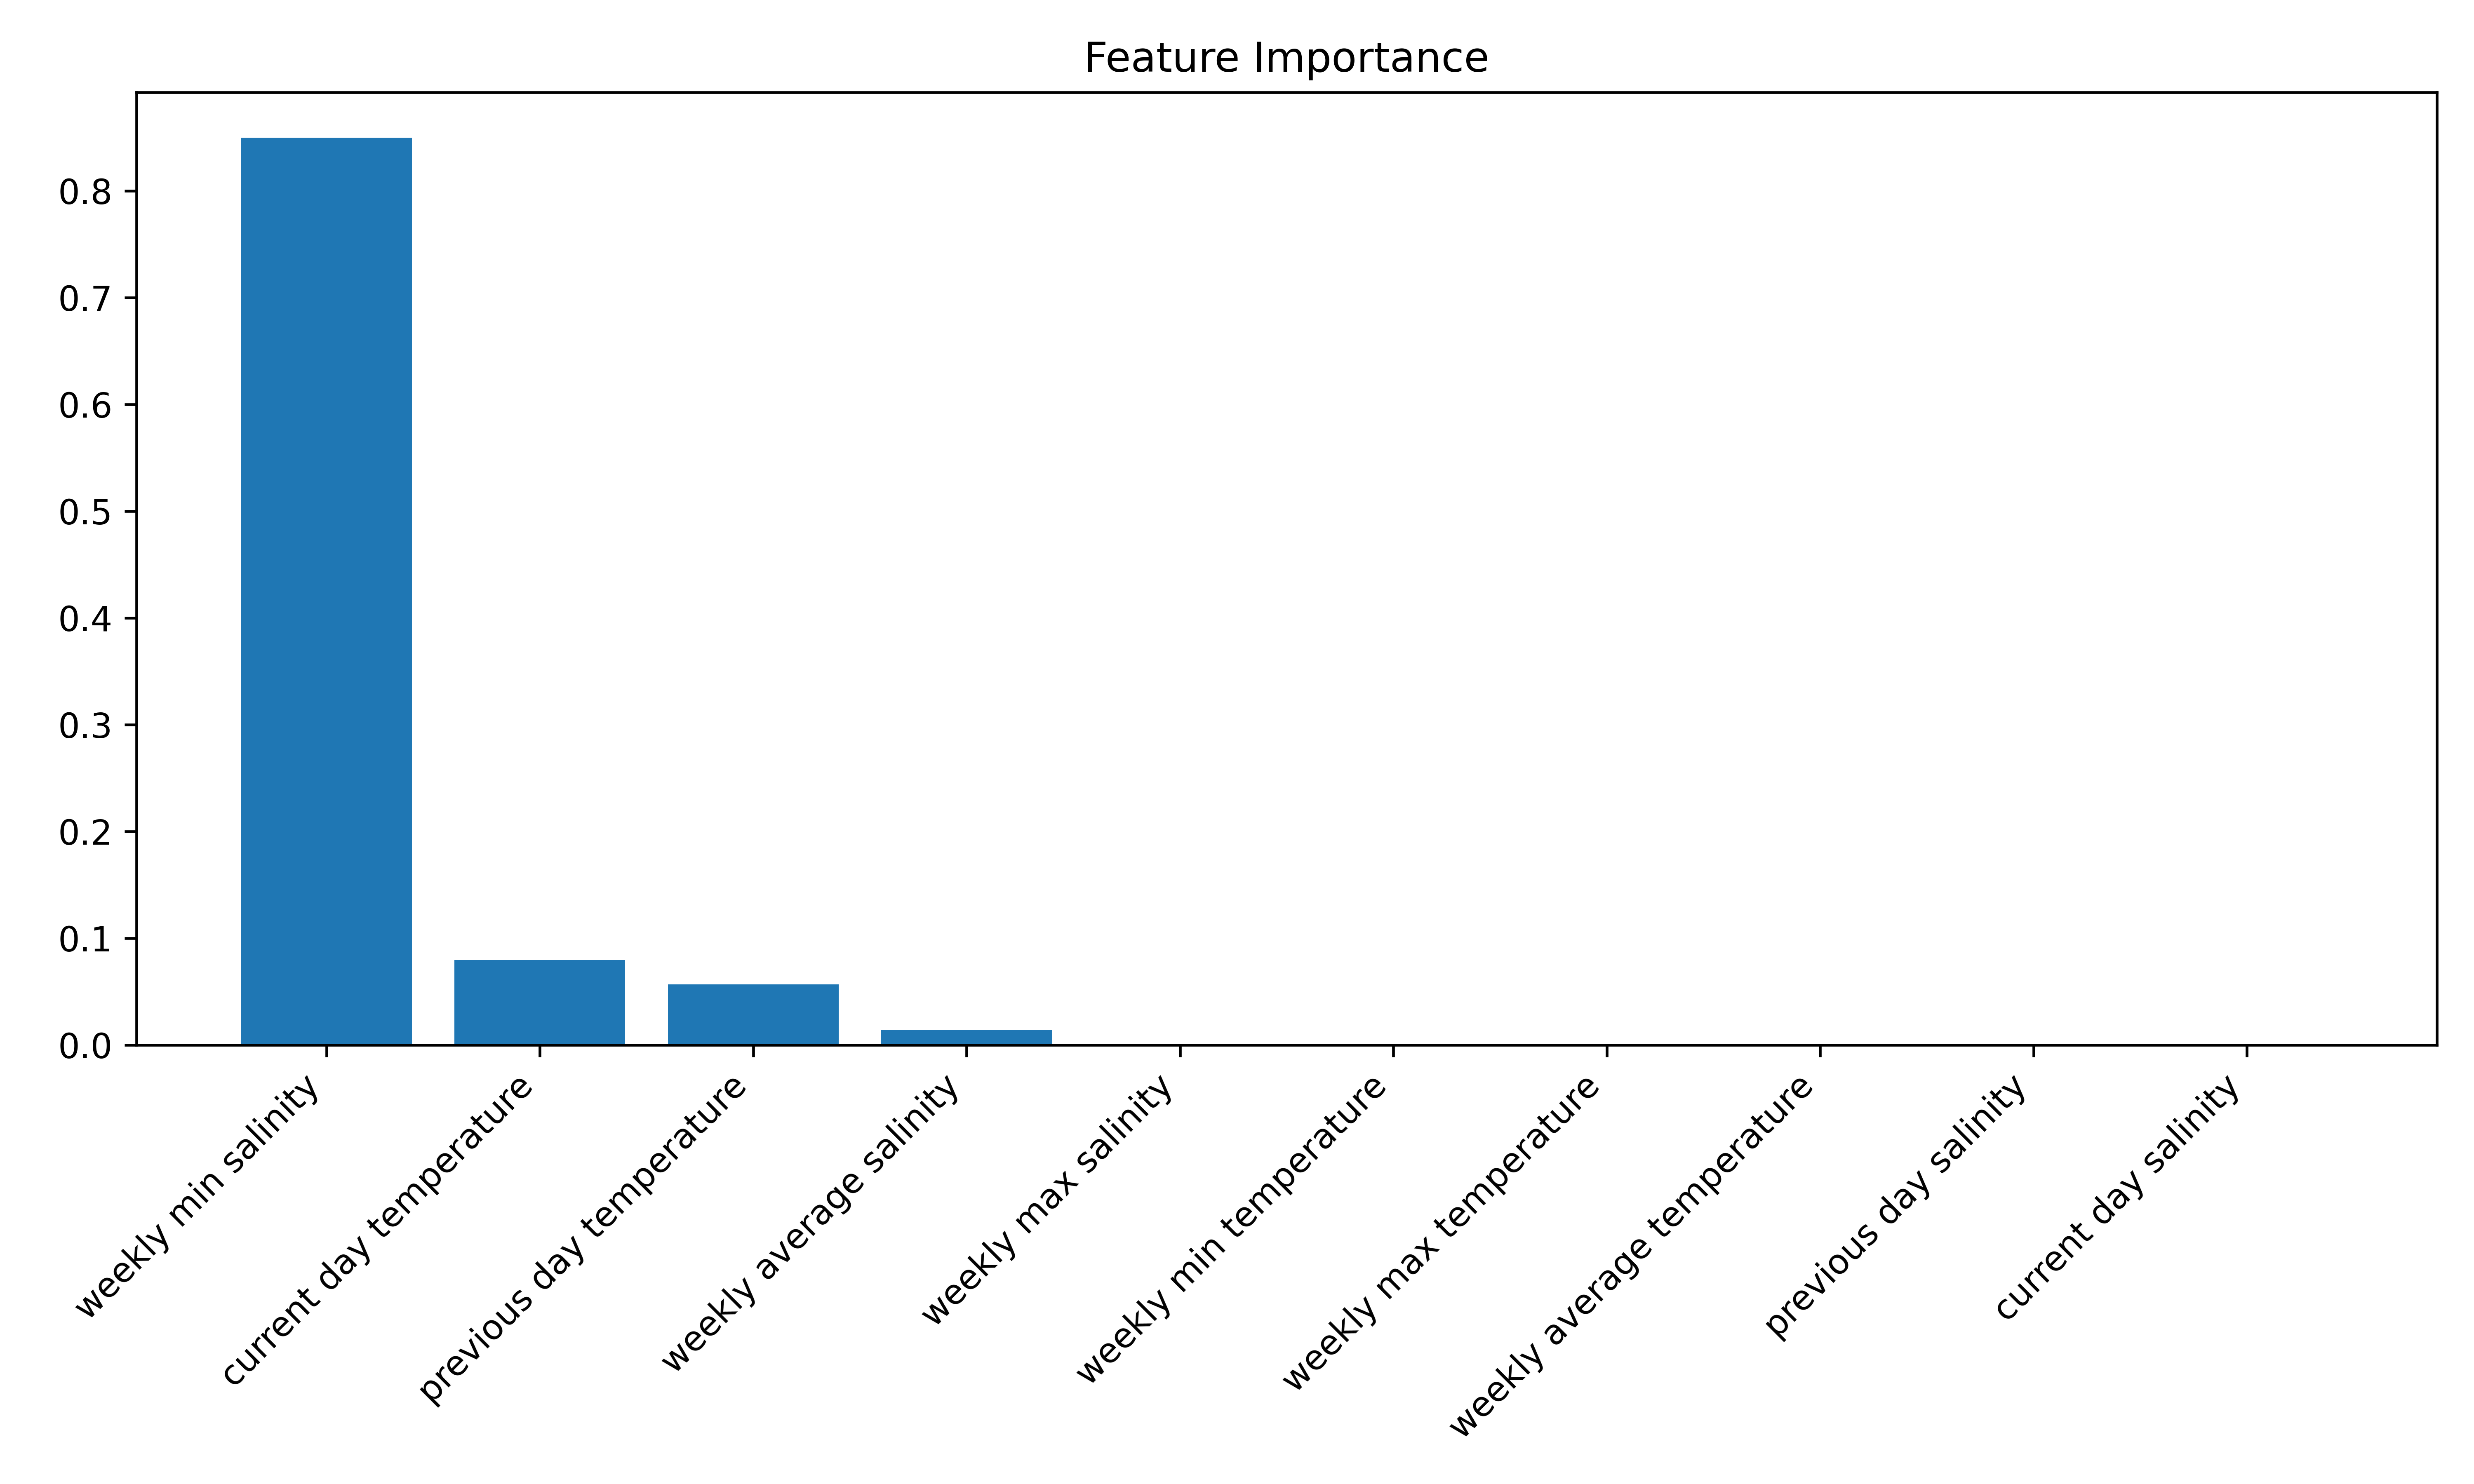 Feature Importance
0.8
0.7
0.6
0.5
0.4
0.3
0.2
0.1
0.0
weekly min salinity
current day temperature
previous day temperature
weekly average salinity
weekly max salinity
weekly min temperature
weekly max temperature
weekly average temperature
previous day salinity
current day salinity